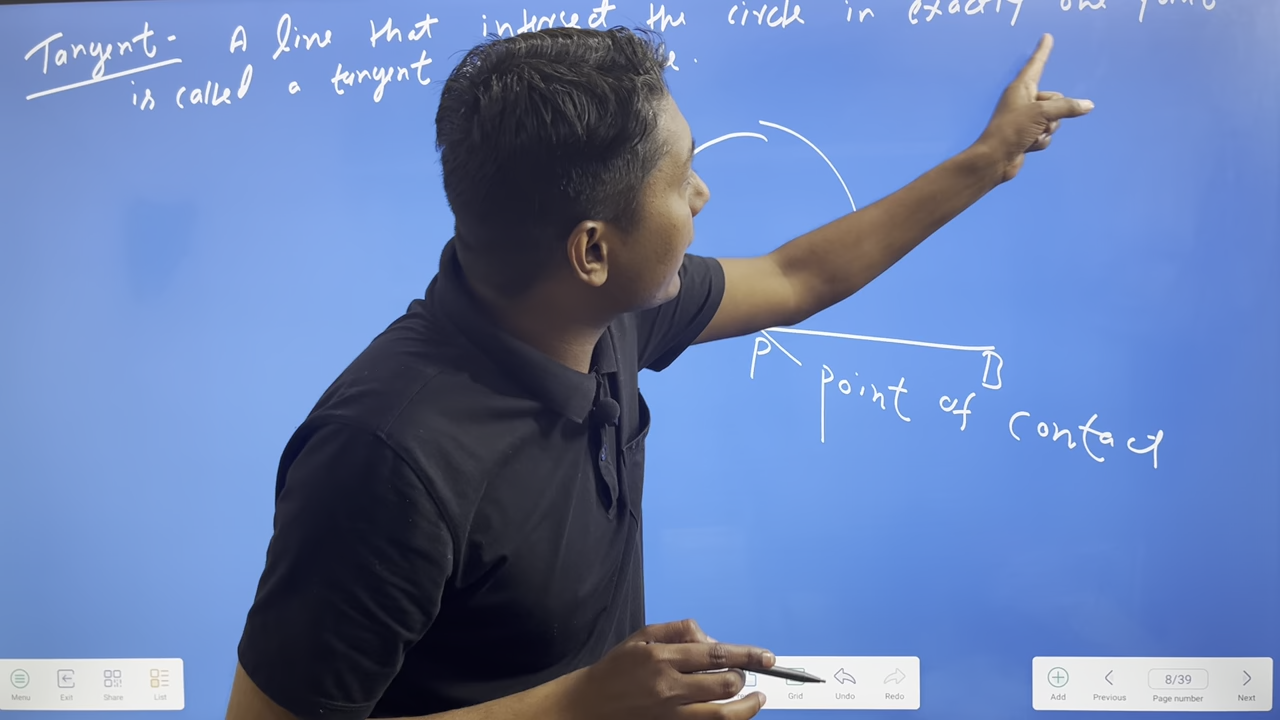 Tangent - A line that intersect the circle in exactly one point
is called a tangent
P
B
point of contact
Menu Exit Share List Grid Undo Redo Add Previous 8/39 Page number Next